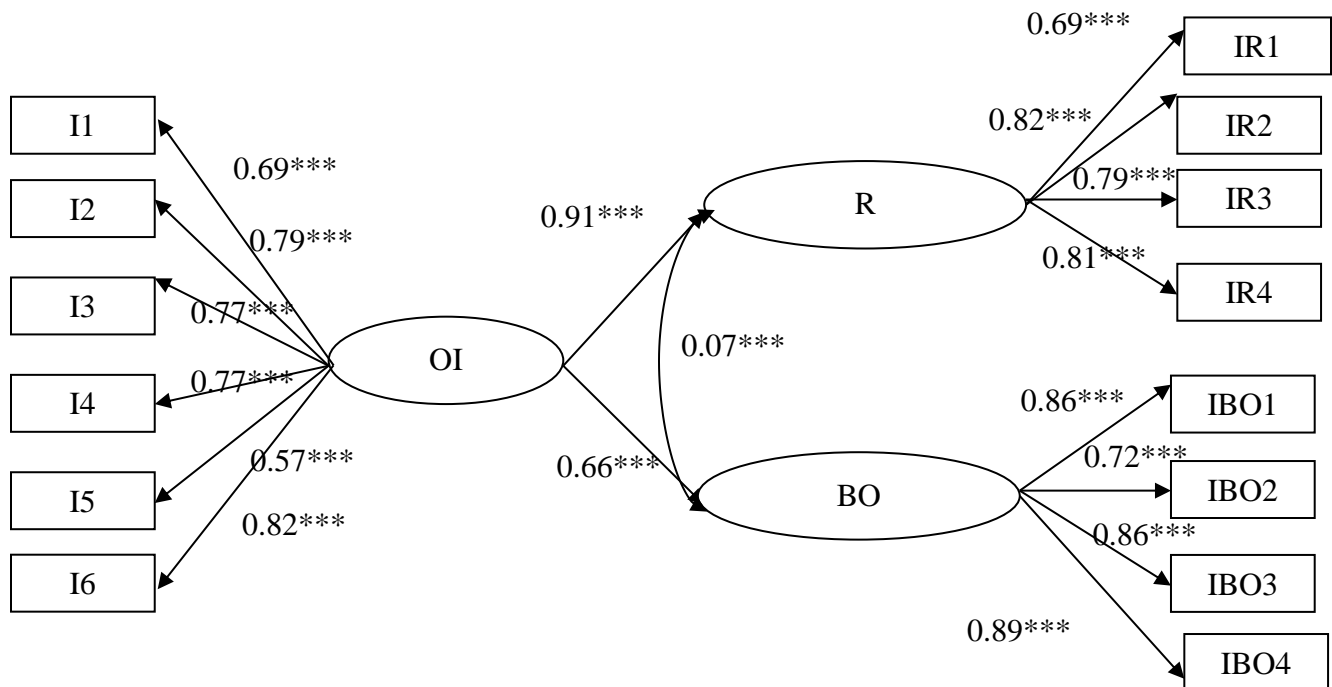 I1
I2
I3
I4
I5
I6
0.69***
0.79***
0.77***
0.77***
0.57***
0.82***
OI
0.91***
0.66***
0.07***
R
BO
0.69***
0.82***
0.79***
0.81***
IR1
IR2
IR3
IR4
0.86***
0.72***
0.86***
0.89***
IBO1
IBO2
IBO3
IBO4